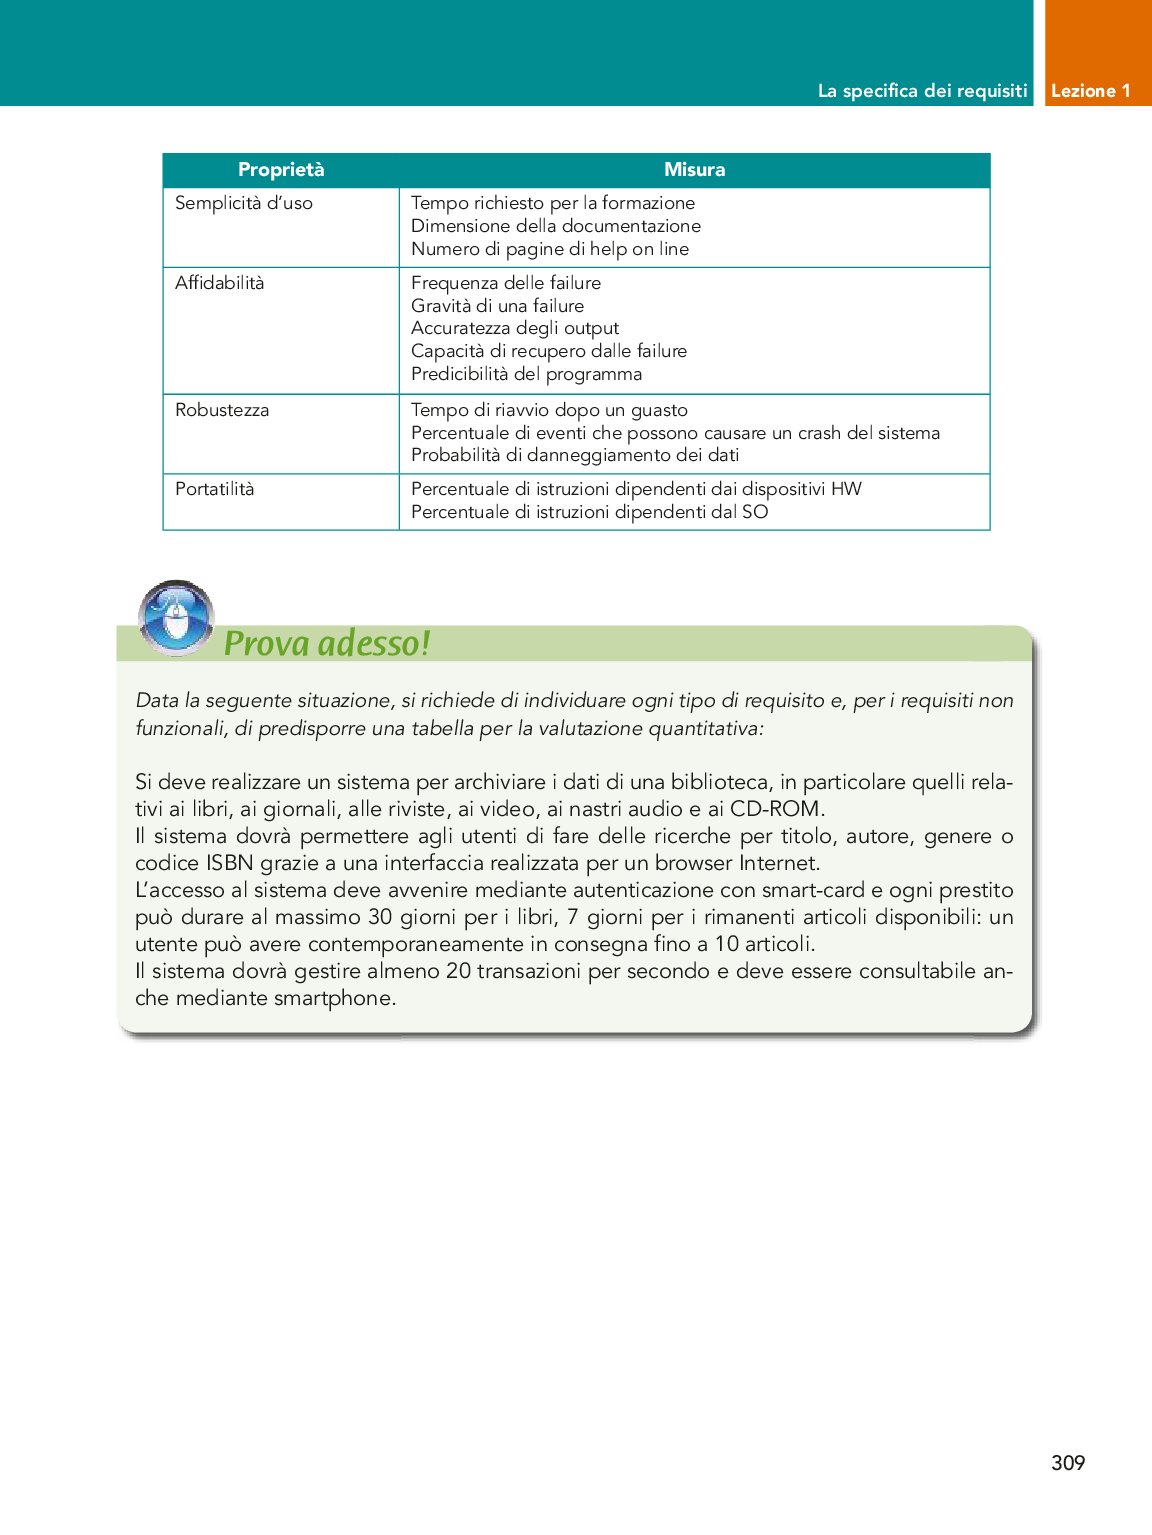 La specifica dei requisiti Lezione 1
Proprietà Misura
Semplicità d’uso Tempo richiesto per la formazione
Dimensione della documentazione
Numero di pagine di help on line
Affidabilità Frequenza delle failure
Gravità di una failure
Accuratezza degli output
Capacità di recupero dalle failure
Predicibilità del programma
Robustezza Tempo di riavvio dopo un guasto
Percentuale di eventi che possono causare un crash del sistema
Probabilità di danneggiamento dei dati
Portatilità Percentuale di istruzioni dipendenti dai dispositivi HW
Percentuale di istruzioni dipendenti dal SO
Prova adesso!
Data la seguente situazione, si richiede di individuare ogni tipo di requisito e, per i requisiti non
funzionali, di predisporre una tabella per la valutazione quantitativa:
Si deve realizzare un sistema per archiviare i dati di una biblioteca, in particolare quelli rela-
tivi ai libri, ai giornali, alle riviste, ai video, ai nastri audio e ai CD-ROM.
Il sistema dovrà permettere agli utenti di fare delle ricerche per titolo, autore, genere o
codice ISBN grazie a una interfaccia realizzata per un browser Internet.
L’accesso al sistema deve avvenire mediante autenticazione con smart-card e ogni prestito
può durare al massimo 30 giorni per i libri, 7 giorni per i rimanenti articoli disponibili: un
utente può avere contemporaneamente in consegna fino a 10 articoli.
Il sistema dovrà gestire almeno 20 transazioni per secondo e deve essere consultabile an-
che mediante smartphone.
309